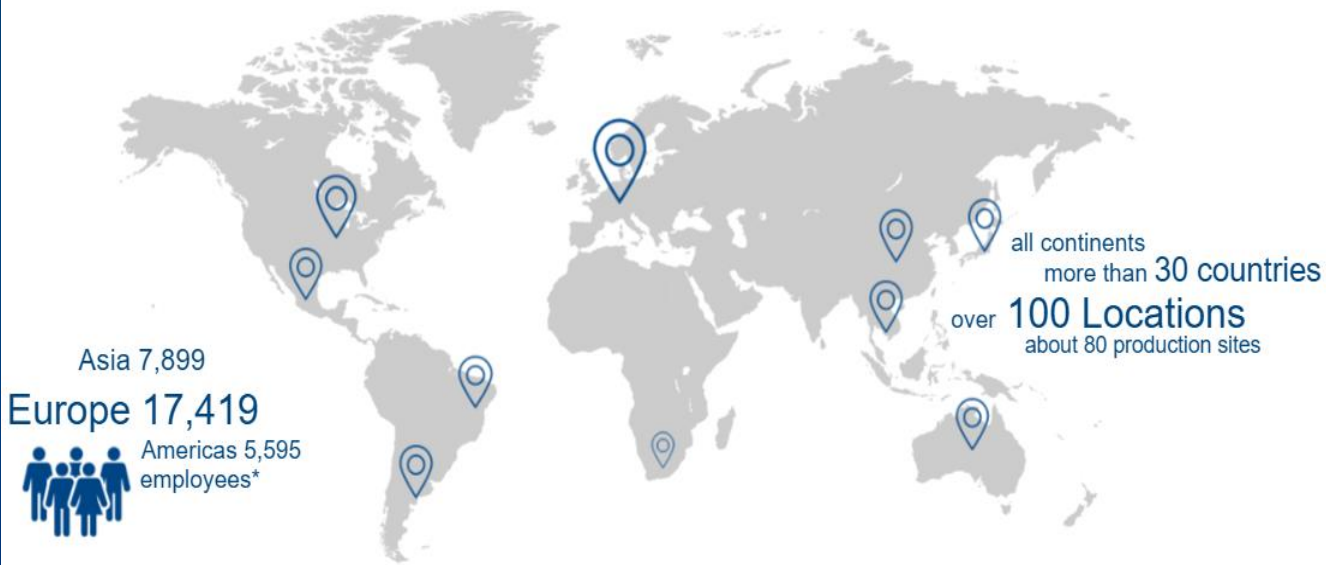 all continents
more than 30 countries
over 100 Locations
about 80 production sites
Asia 7,899
Europe 17,419
Americas 5,595
employees*